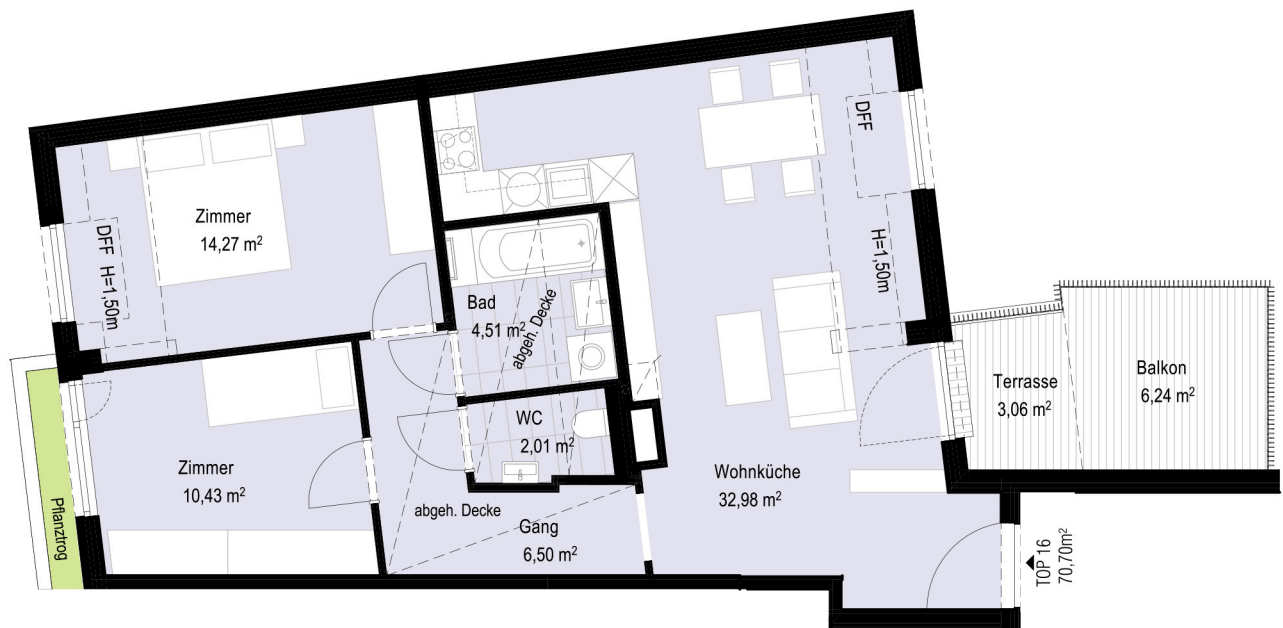 Zimmer
14,27 m²
DFF
H=1,50m
Bad
4,51 m²
abgeh. Decke
DFF
H=1,50m
Terrasse
3,06 m²
Balkon
6,24 m²
WC
2,01 m²
Zimmer
10,43 m²
Pflanztrog
abgeh. Decke
Gang
6,50 m²
Wohnküche
32,98 m²
TOP 16
70,70m²